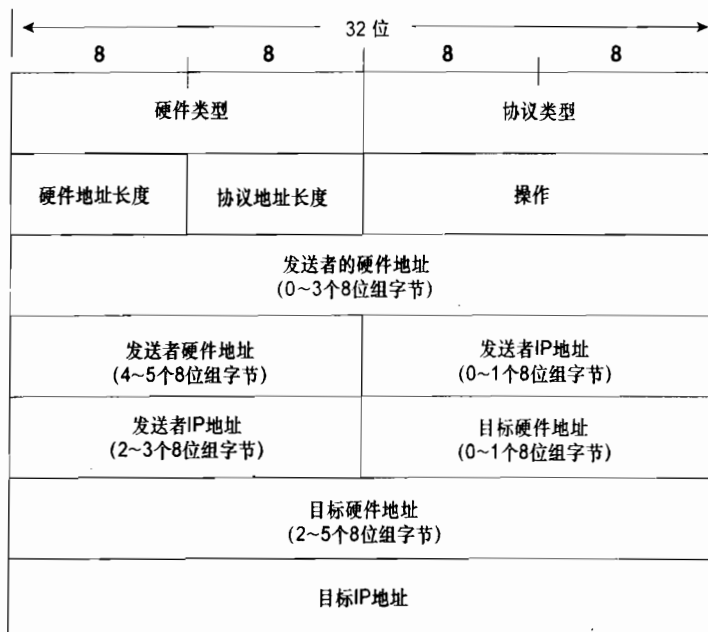 32 位
8 8 8 8
硬件类型 协议类型
硬件地址长度 协议地址长度 操作
发送者的硬件地址
(0~3个8位组字节)
发送者硬件地址 发送者IP地址
(4~5个8位组字节) (0~1个8位组字节)
发送者IP地址 目标硬件地址
(2~3个8位组字节) (0~1个8位组字节)
目标硬件地址
(2~5个8位组字节)
目标IP地址